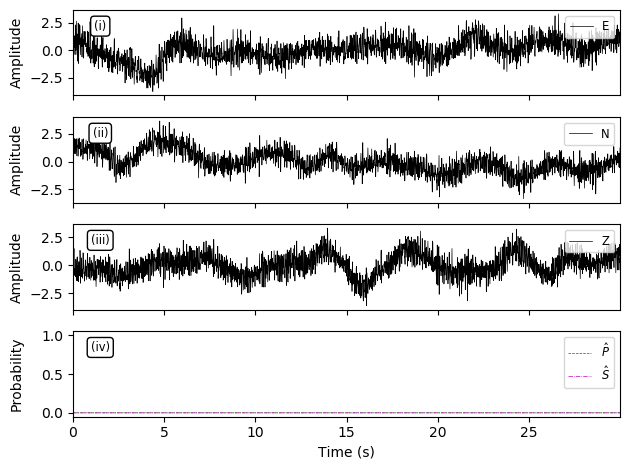 (i)
E
Amplitude
2.5
0.0
−2.5
(ii)
N
Amplitude
2.5
0.0
−2.5
(iii)
Z
Amplitude
2.5
0.0
−2.5
(iv)
P̂
Ŝ
Probability
1.0
0.5
0.0
0 5 10 15 20 25
Time (s)